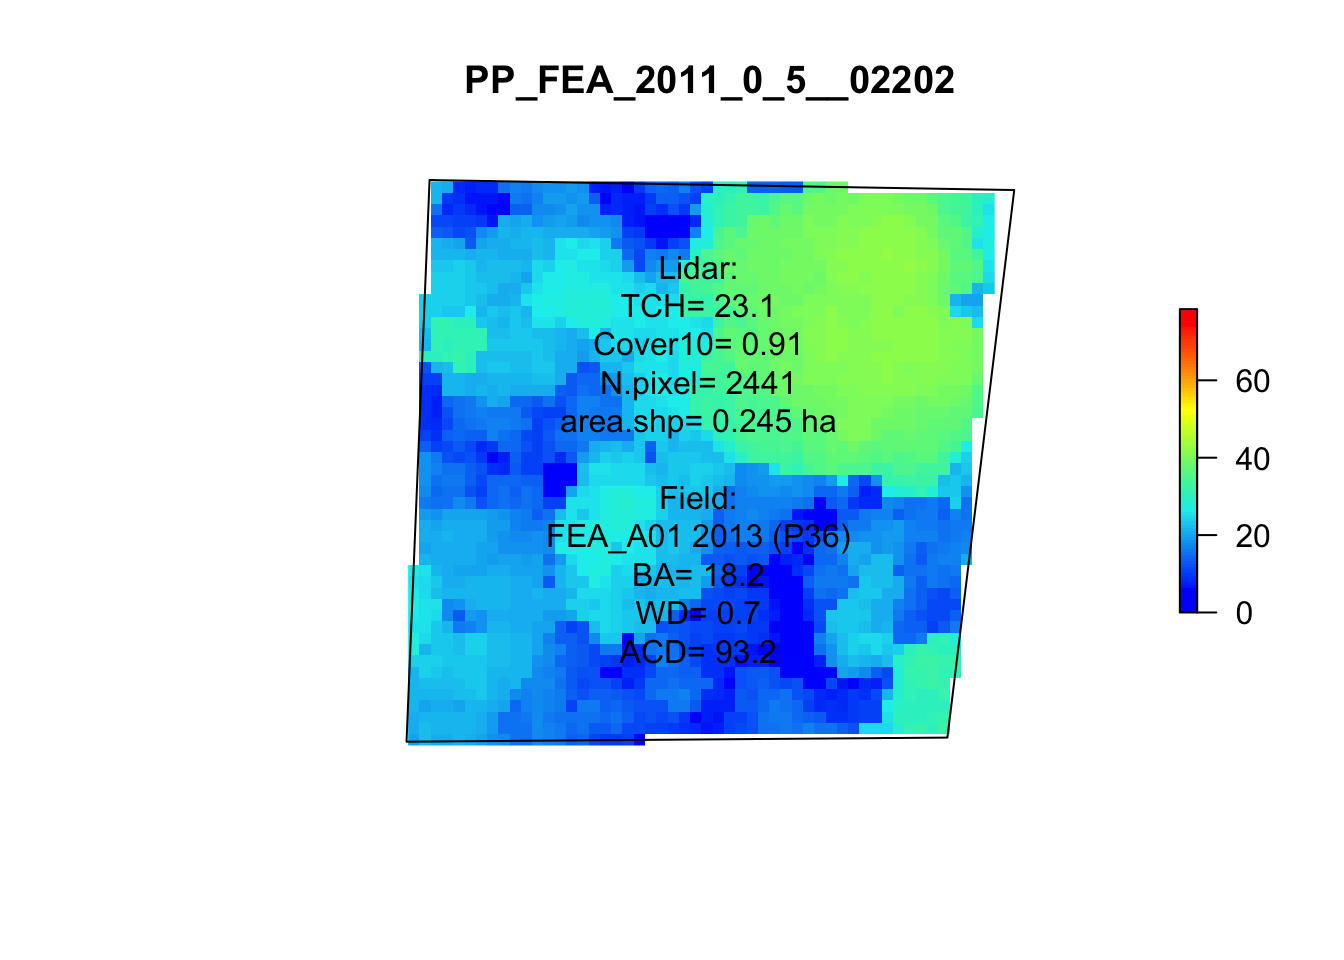 PP_FEA_2011_0_5__02202
Lidar:
TCH= 23.1
Cover10= 0.91
N.pixel= 2441
area.shp= 0.245 ha
Field:
FEA_A01 2013 (P36)
BA= 18.2
WD= 0.7
ACD= 93.2
60
40
20
0